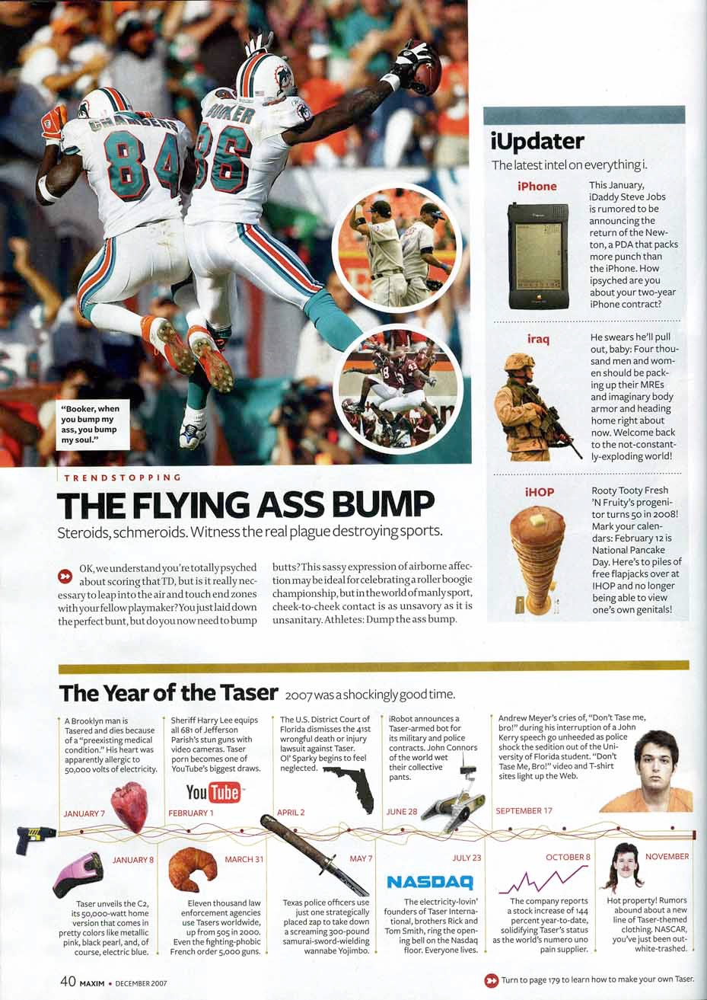 CHAMBERS
84
BOOKER
86
"Booker, when
you bump my
ass, you bump
my soul."
TRENDSTOPPING
THE FLYING ASS BUMP
Steroids, schmeroids. Witness the real plague destroying sports.
OK, we understand you're totally psyched
about scoring that TD, but is it really nec-
essary to leap into the air and touch end zones
with your fellow playmaker? You just laid down
the perfect bunt, but do you now need to bump
butts? This sassy expression of airborne affec-
tion may be ideal for celebrating a roller boogie
championship, but in the world of manly sport,
cheek-to-cheek contact is as unsavory as it is
unsanitary. Athletes: Dump the ass bump.
iUpdater
The latest intel on everything i.
iPhone
This January,
iDaddy Steve Jobs
is rumored to be
announcing the
return of the New-
ton, a PDA that packs
more punch than
the iPhone. How
ipsyched are you
about your two-year
iPhone contract?
iraq
He swears he'll pull
out, baby: Four thou-
sand men and wom-
en should be pack-
ing up their MREs
and imaginary body
armor and heading
home right about
now. Welcome back
to the not-constant-
ly-exploding world!
iHOP
Rooty Tooty Fresh
'N Fruity's progeni-
tor turns 50 in 2008!
Mark your calen-
dars: February 12 is
National Pancake
Day. Here's to piles of
free flapjacks over at
IHOP and no longer
being able to view
one's own genitals!
The Year of the Taser 2007 was a shockingly good time.
A Brooklyn man is
Tasered and dies because
of a "preexisting medical
condition." His heart was
apparently allergic to
50,000 volts of electricity.
JANUARY 7
Sheriff Harry Lee equips
all 681 of Jefferson
Parish's stun guns with
video cameras. Taser
porn becomes one of
YouTube's biggest draws.
YouTube
FEBRUARY 1
The U.S. District Court of
Florida dismisses the 41st
wrongful death or injury
lawsuit against Taser.
Ol' Sparky begins to feel
neglected.
APRIL 2
iRobot announces a
Taser-armed bot for
its military and police
contracts. John Connors
of the world wet
their collective
pants.
JUNE 28
Andrew Meyer's cries of, "Don't Tase me,
bro!" during his interruption of a John
Kerry speech go unheeded as police
shock the sedition out of the Uni-
versity of Florida student. "Don't
Tase Me, Bro!" video and T-shirt
sites light up the Web.
SEPTEMBER 17
JANUARY 8
Taser unveils the C2,
its 50,000-watt home
version that comes in
pretty colors like metallic
pink, black pearl, and, of
course, electric blue.
MARCH 31
Eleven thousand law
enforcement agencies
use Tasers worldwide,
up from 505 in 2000.
Even the fighting-phobic
French order 5,000 guns.
MAY 7
Texas police officers use
just one strategically
placed zap to take down
a screaming 300-pound
samurai-sword-wielding
wannabe Yojimbo.
JULY 23
NASDAQ
The electricity-lovin'
founders of Taser Interna-
tional, brothers Rick and
Tom Smith, ring the open-
ing bell on the Nasdaq
floor. Everyone lives.
OCTOBER 8
The company reports
a stock increase of 144
percent year-to-date,
solidifying Taser's status
as the world's numero uno
pain supplier.
NOVEMBER
Hot property! Rumors
abound about a new
line of Taser-themed
clothing. NASCAR,
you've just been out-
white-trashed.
40 MAXIM • DECEMBER 2007
Turn to page 179 to learn how to make your own Taser.